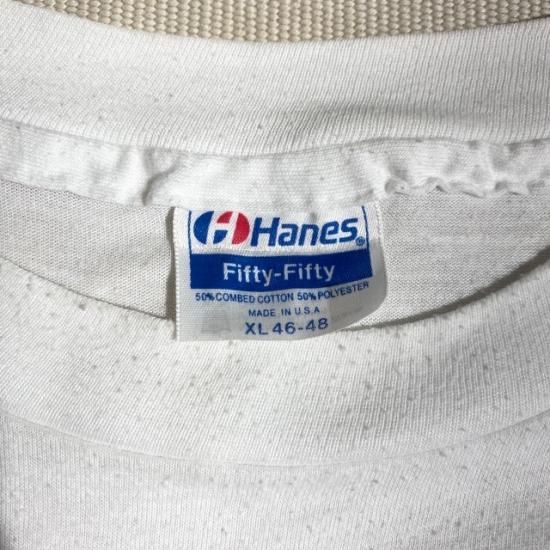 Hanes®
Fifty-Fifty
50% COMBED COTTON 50% POLYESTER
MADE IN U.S.A.
XL 46-48